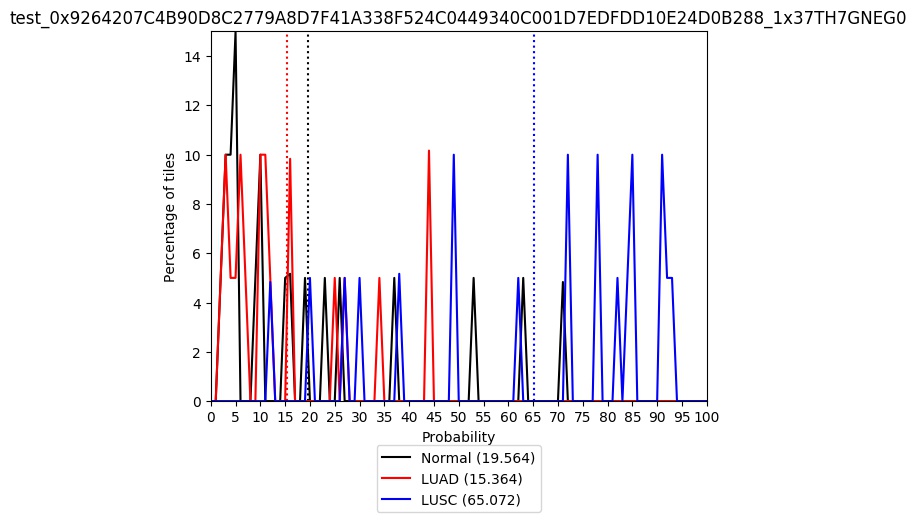 test_0x9264207C4B90D8C2779A8D7F41A338F524C0449340C001D7EDFDD10E24D0B288_1x37TH7GNEG0
14
12
10
8
6
4
2
0
Percentage of tiles
0 5 10 15 20 25 30 35 40 45 50 55 60 65 70 75 80 85 90 95 100
Probability
Normal (19.564)
LUAD (15.364)
LUSC (65.072)